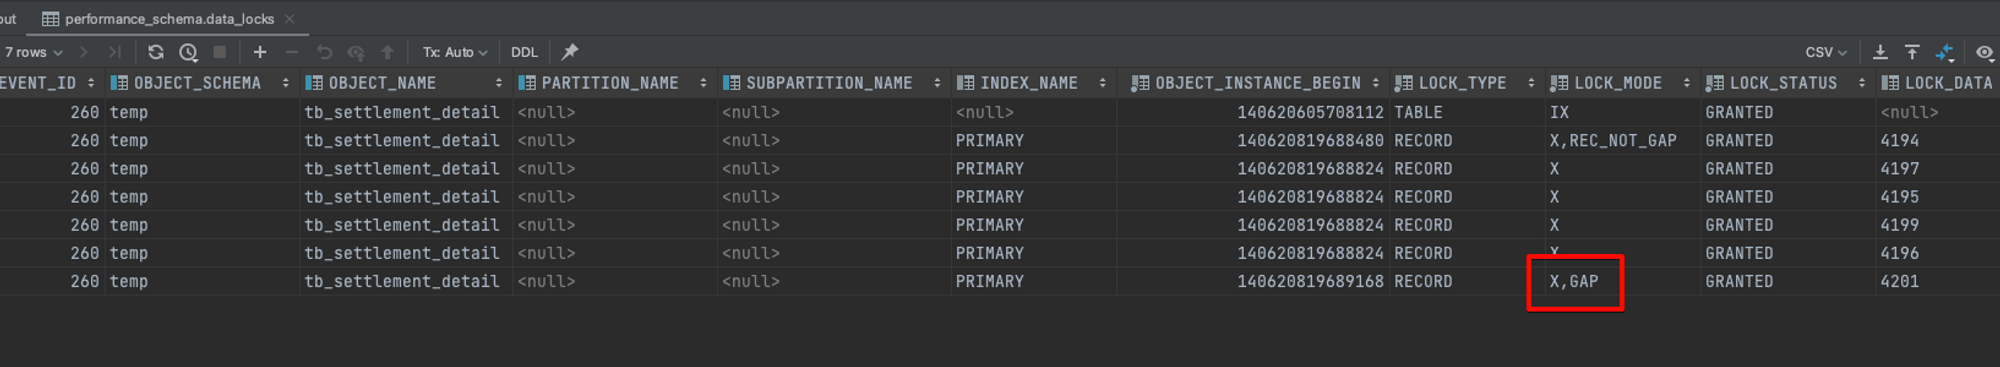 out performance_schema.data_locks
7 rows Tx: Auto DDL CSV
EVENT_ID OBJECT_SCHEMA OBJECT_NAME PARTITION_NAME SUBPARTITION_NAME INDEX_NAME OBJECT_INSTANCE_BEGIN LOCK_TYPE LOCK_MODE LOCK_STATUS LOCK_DATA
260 temp tb_settlement_detail <null> <null> <null> 140620605708112 TABLE IX GRANTED <null>
260 temp tb_settlement_detail <null> <null> PRIMARY 140620819688480 RECORD X,REC_NOT_GAP GRANTED 4194
260 temp tb_settlement_detail <null> <null> PRIMARY 140620819688824 RECORD X GRANTED 4197
260 temp tb_settlement_detail <null> <null> PRIMARY 140620819688824 RECORD X GRANTED 4195
260 temp tb_settlement_detail <null> <null> PRIMARY 140620819688824 RECORD X GRANTED 4199
260 temp tb_settlement_detail <null> <null> PRIMARY 140620819688824 RECORD X GRANTED 4196
260 temp tb_settlement_detail <null> <null> PRIMARY 140620819689168 RECORD X,GAP GRANTED 4201